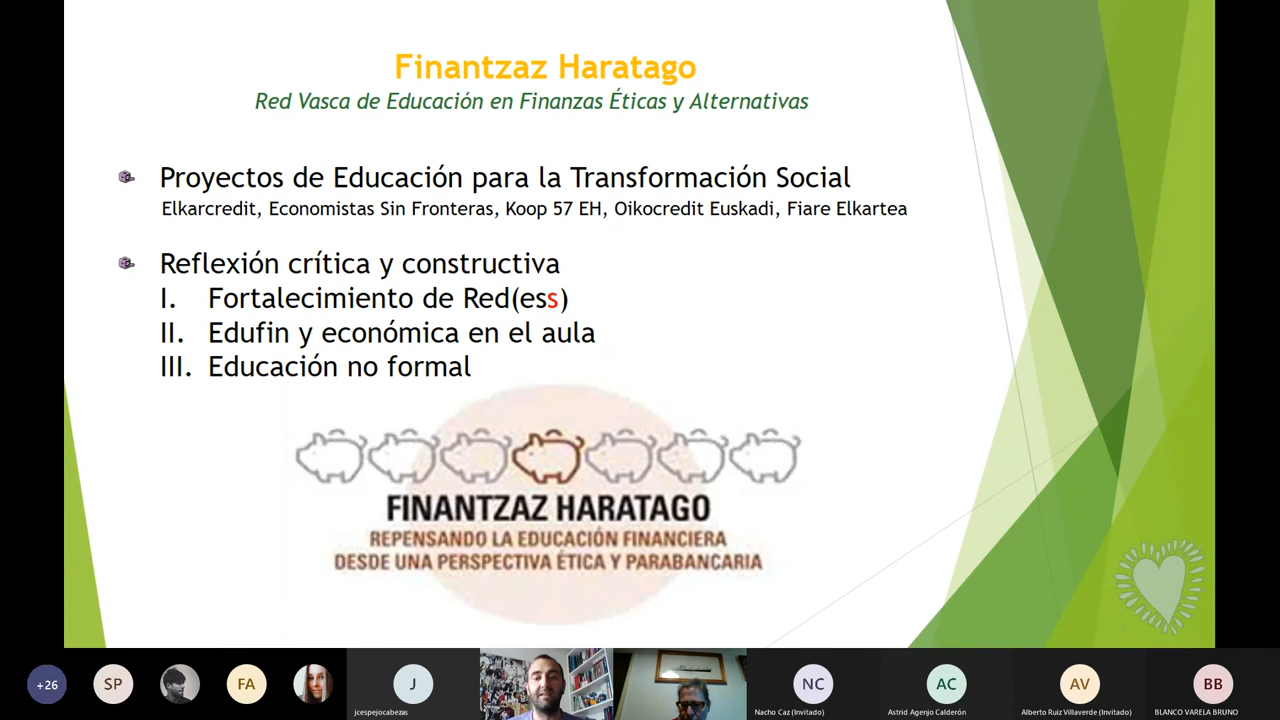 Finantzaz Haratago
Red Vasca de Educación en Finanzas Éticas y Alternativas
Proyectos de Educación para la Transformación Social
Elkarcredit, Economistas Sin Fronteras, Koop 57 EH, Oikocredit Euskadi, Fiare Elkartea
Reflexión crítica y constructiva
I. Fortalecimiento de Red(ess)
II. Edufin y económica en el aula
III. Educación no formal
FINANTZAZ HARATAGO
REPENSANDO LA EDUCACIÓN FINANCIERA
DESDE UNA PERSPECTIVA ÉTICA Y PARABANCARIA
+26
SP
FA
J
jcespejocabezas
NC
Nacho Caz (Invitado)
AC
Astrid Agenjo Calderón
AV
Alberto Ruiz Villaverde (Invitado)
BB
BLANCO VARELA BRUNO